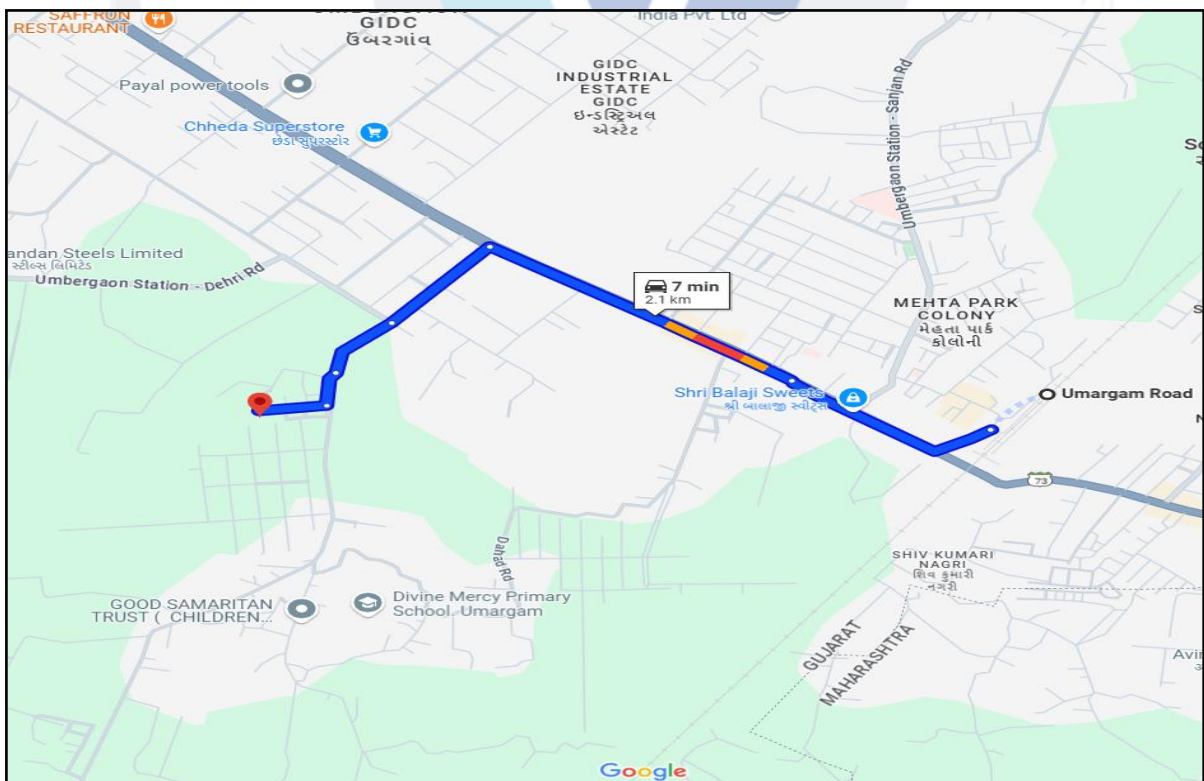 SAFFRON
RESTAURANT
GIDC
ઉંબરગાંવ
India Pvt. Ltd
Payal power tools
GIDC
INDUSTRIAL
ESTATE
GIDC
ઇન્ડસ્ટ્રિઅલ
એસ્ટેટ
Chheda Superstore
છેડા સુપરસ્ટોર
Umbergaon Station - Sanjan Rd
andan Steels Limited
સ્ટીલ્સ લિમિટેડ
Umbergaon Station - Dehri Rd
7 min
2.1 km
MEHTA PARK
COLONY
મેહતા પાર્ક
કોલોની
Shri Balaji Sweets
શ્રી બાલાજી સ્વીટ્સ
Umargam Road
73
Dahad Rd
SHIV KUMARI
NAGRI
શિવ કુમારી
નગરી
GOOD SAMARITAN
TRUST ( CHILDREN...
Divine Mercy Primary
School. Umargam
GUJARAT
MAHARASHTRA
Google